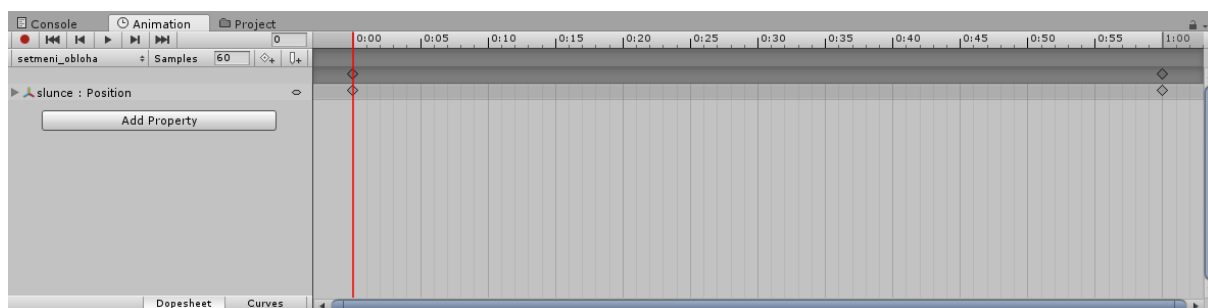 Console Animation Project
0 0:00 0:05 0:10 0:15 0:20 0:25 0:30 0:35 0:40 0:45 0:50 0:55 1:00
setmeni_obloha Samples 60
slunce : Position
Add Property
Dopesheet Curves